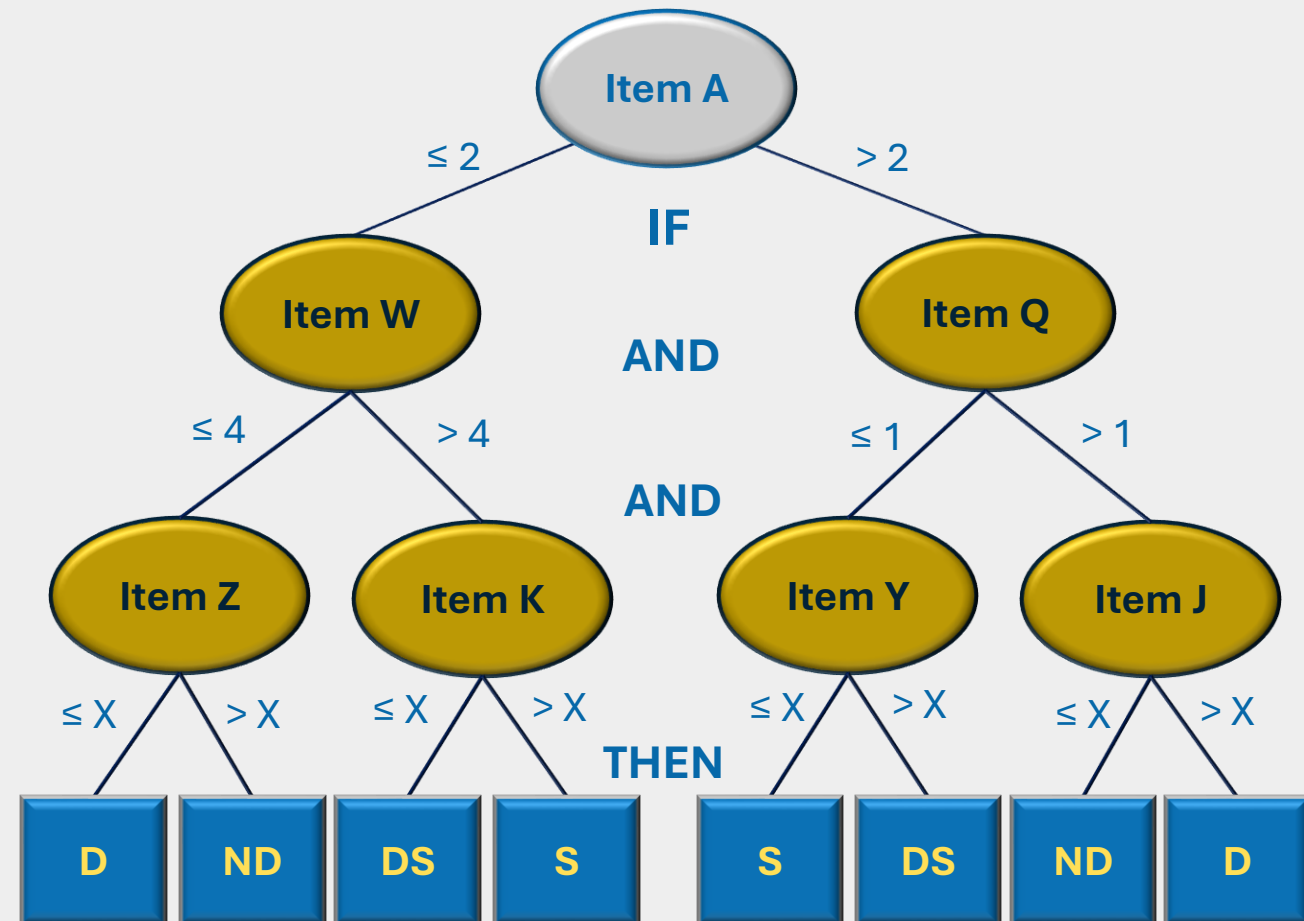 Item A
≤ 2
> 2
IF
Item W
Item Q
AND
≤ 4
> 4
≤ 1
> 1
AND
Item Z
Item K
Item Y
Item J
≤ X
> X
≤ X
> X
≤ X
> X
≤ X
> X
THEN
D
ND
DS
S
S
DS
ND
D